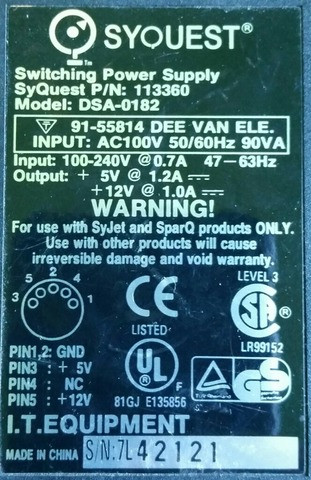 SYQUEST®
™
Switching Power Supply
SyQuest P/N: 113360
Model: DSA-0182
91-55814 DEE VAN ELE.
INPUT: AC100V 50/60Hz 90VA
Input: 100-240V @ 0.7A 47-63Hz
Output: + 5V @ 1.2A
+12V @ 1.0A
WARNING!
For use with SyJet and SparQ products ONLY.
Use with other products will cause
irreversible damage and void warranty.
5 2 4 1 3
CE
LEVEL 3
SA
LISTED
LR99152
PIN1,2: GND
PIN3 : + 5V
PIN4 : NC
PIN5 : +12V
UL
®
F
81GJ E135856
GS
I.T.EQUIPMENT
MADE IN CHINA S/N:7L42121